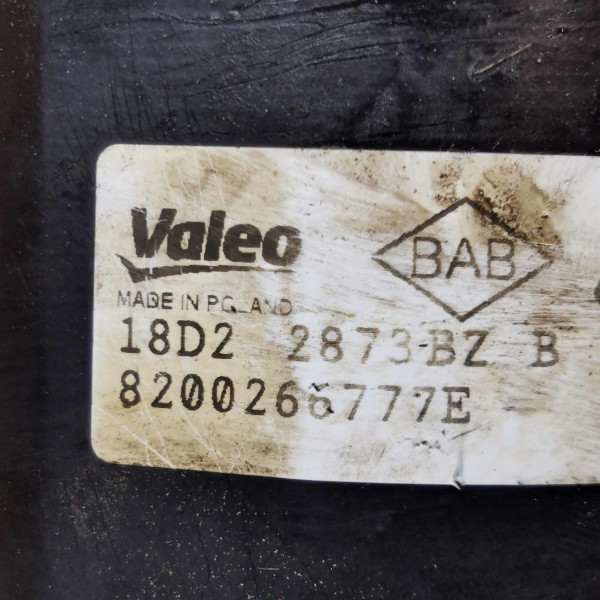 Valeo
BAB
MADE IN POLAND
18D2 2873-BZ B
8200266777E